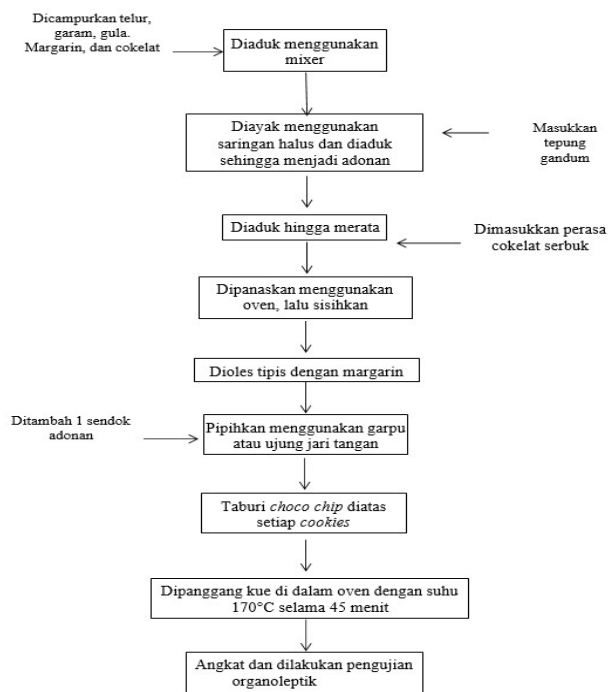 Dicampurkan telur,
garam, gula.
Margarin, dan cokelat
Diaduk menggunakan
mixer
Diayak menggunakan
saringan halus dan diaduk
sehingga menjadi adonan
Masukkan
tepung
gandum
Diaduk hingga merata
Dimasukkan perasa
cokelat serbuk
Dipanaskan menggunakan
oven, lalu sisihkan
Dioles tipis dengan margarin
Ditambah 1 sendok
adonan
Pipihkan menggunakan garpu
atau ujung jari tangan
Taburi choco chip diatas
setiap cookies
Dipanggang kue di dalam oven dengan suhu
170°C selama 45 menit
Angkat dan dilakukan pengujian
organoleptik